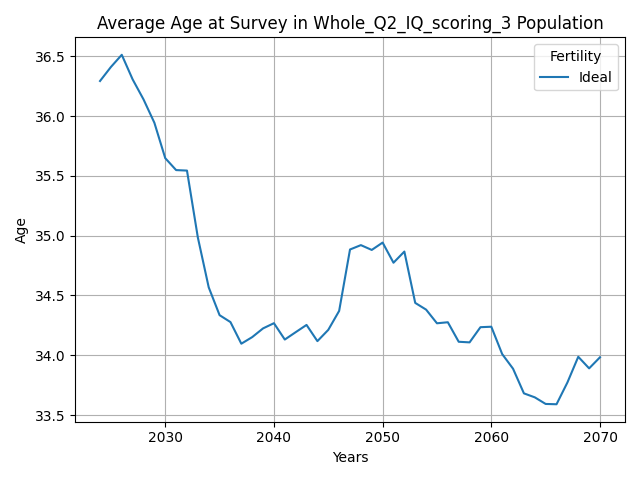 Average Age at Survey in Whole_Q2_IQ_scoring_3 Population
Fertility
Ideal
36.5
36.0
35.5
35.0
34.5
34.0
33.5
Age
2030 2040 2050 2060 2070
Years